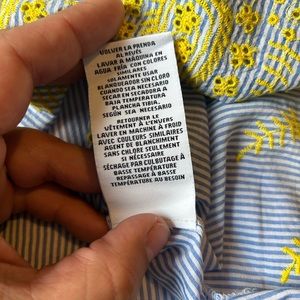 VOLVER LA PRENDA
AL REVÉS
LAVAR A MÁQUINA EN
AGUA FRÍA CON COLORES
SIMILARES
SOLAMENTE USAR
BLANQUEADOR SIN CLORO
CUANDO SEA NECESARIO
SECAR EN SECADORA A
BAJA TEMPERATURA
PLANCHA TIBIA,
SEGÚN SEA NECESARIO
RETOURNER LE
VÊTEMENT À L'ENVERS
LAVER EN MACHINE À FROID
AVEC COULEURS SIMILAIRES
AGENT DE BLANCHIMENT
SANS CHLORE SEULEMENT
SI NÉCESSAIRE
SÉCHAGE PAR CULBUTAGE À
BASSE TEMPÉRATURE
REPASSAGE À BASSE
TEMPÉRATURE AU BESOIN